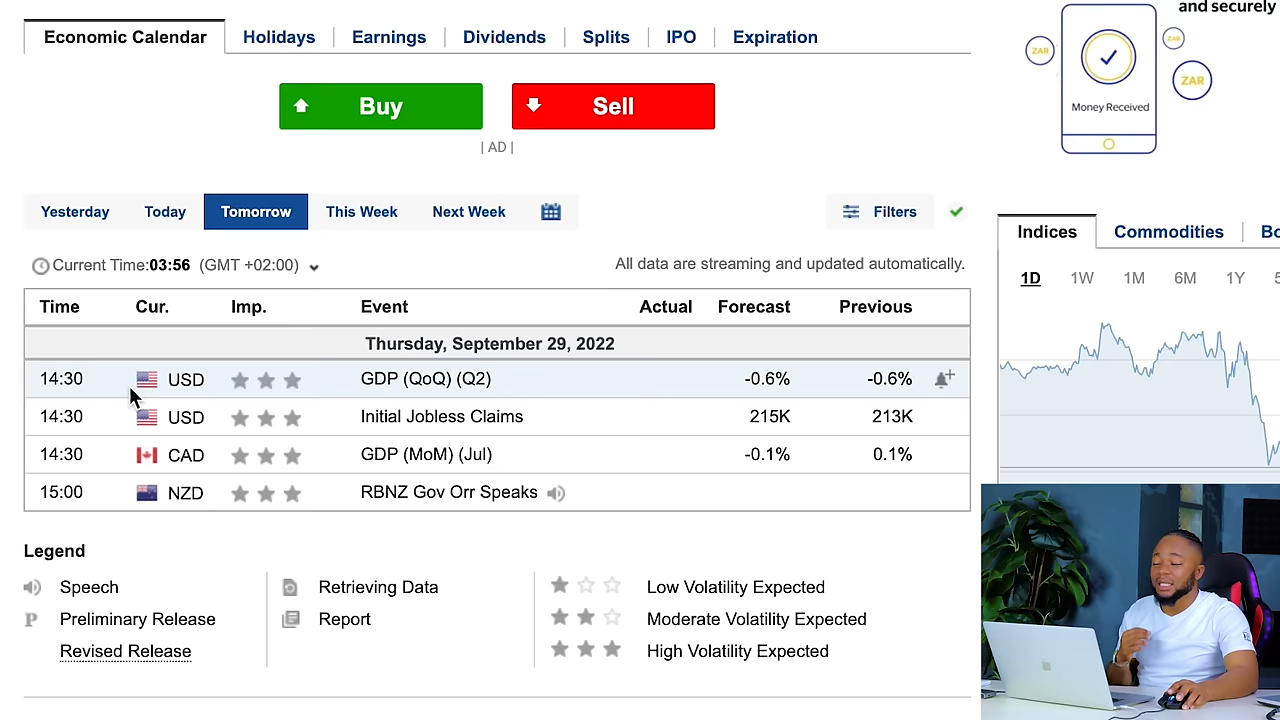 and securely
ZAR
ZAR
ZAR
Money Received
Economic Calendar Holidays Earnings Dividends Splits IPO Expiration
Buy Sell
| AD |
Yesterday Today Tomorrow This Week Next Week Filters
Current Time:03:56 (GMT +02:00) All data are streaming and updated automatically.
Time Cur. Imp. Event Actual Forecast Previous
Thursday, September 29, 2022
14:30 USD GDP (QoQ) (Q2) -0.6% -0.6%
14:30 USD Initial Jobless Claims 215K 213K
14:30 CAD GDP (MoM) (Jul) -0.1% 0.1%
15:00 NZD RBNZ Gov Orr Speaks
Legend
Speech Retrieving Data Low Volatility Expected
P Preliminary Release Report Moderate Volatility Expected
Revised Release High Volatility Expected
Indices Commodities
1D 1W 1M 6M 1Y